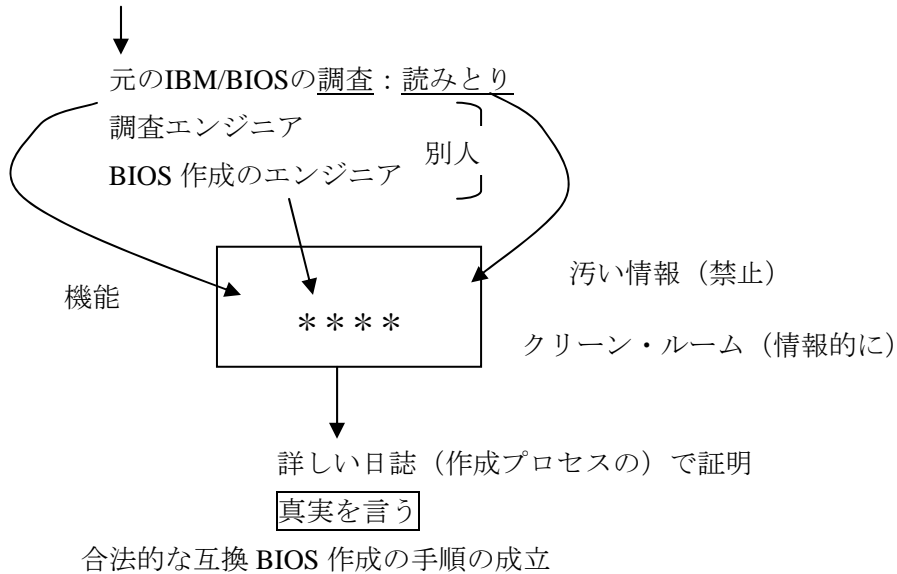 元のIBM/BIOSの調査：読みとり
調査エンジニア
別人
BIOS 作成のエンジニア
機能
汚い情報（禁止）
＊＊＊＊
クリーン・ルーム（情報的に）
詳しい日誌（作成プロセスの）で証明
真実を言う
合法的な互換 BIOS 作成の手順の成立